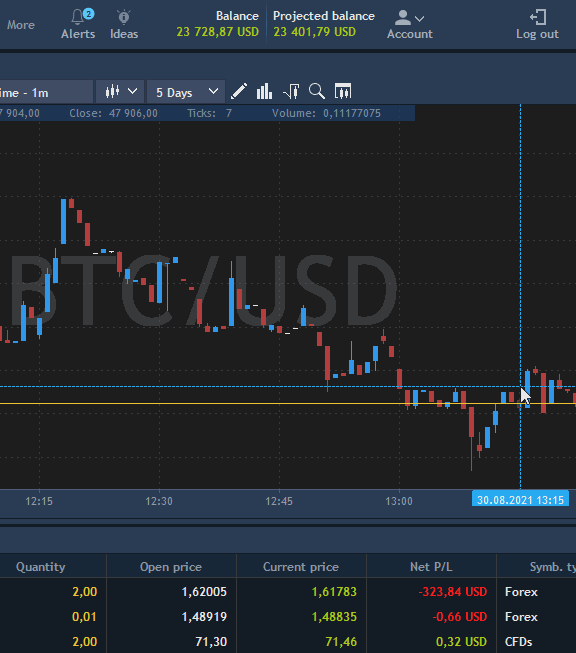 Balance Projected balance
More 2
Alerts Ideas 23 728,87 USD 23 401,79 USD Account Log out
ime - 1m 5 Days
7 904,00 Close: 47 906,00 Ticks: 7 Volume: 0,11177075
BTC/USD
12:15 12:30 12:45 13:00 30.08.2021 13:15
Quantity Open price Current price Net P/L Symb. ty
2,00 1,62005 1,61783 -323,84 USD Forex
0,01 1,48919 1,48835 -0,66 USD Forex
2,00 71,30 71,46 0,32 USD CFDs